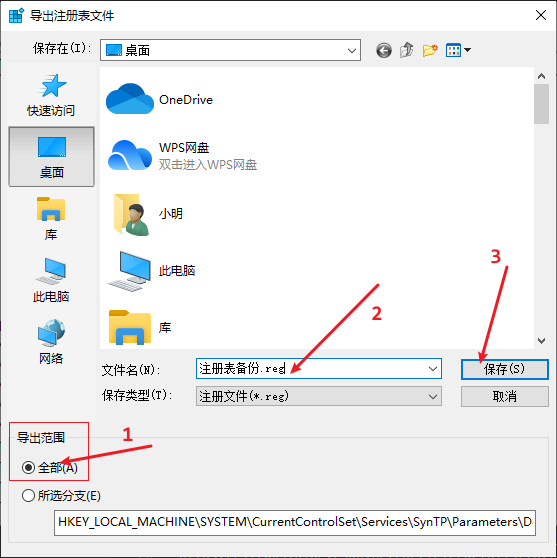 导出注册表文件
保存在(I):
桌面
快速访问
桌面
库
此电脑
网络
OneDrive
WPS网盘
双击进入WPS网盘
小明
此电脑
库
3
2
文件名(N):
注册表备份.reg
保存(S)
保存类型(T):
注册文件(*.reg)
取消
导出范围
1
全部(A)
所选分支(E)
HKEY_LOCAL_MACHINE\SYSTEM\CurrentControlSet\Services\SynTP\Parameters\D